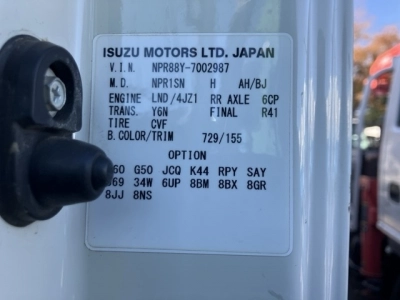 ISUZU MOTORS LTD. JAPAN
V.I.N. NPR88Y-7002987
M.D. NPR1SN H AH/BJ
ENGINE LND/4JZ1 RR AXLE 6CP
TRANS. Y6N FINAL R41
TIRE CVF
B.COLOR/TRIM 729/155
OPTION
G50 JCQ K44 RPY SAY
34W 6UP 8BM 8BX 8GR
8JJ 8NS